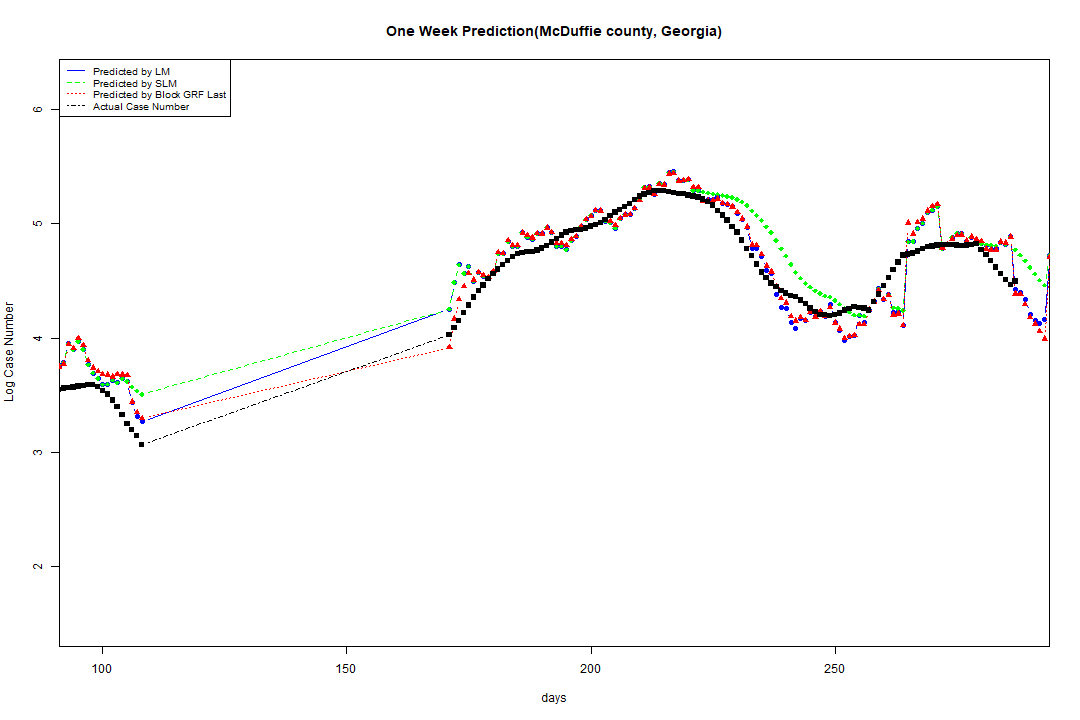 One Week Prediction(McDuffie county, Georgia)
Predicted by LM
Predicted by SLM
Predicted by Block GRF Last
Actual Case Number
6
5
4
3
2
Log Case Number
100 150 200 250
days